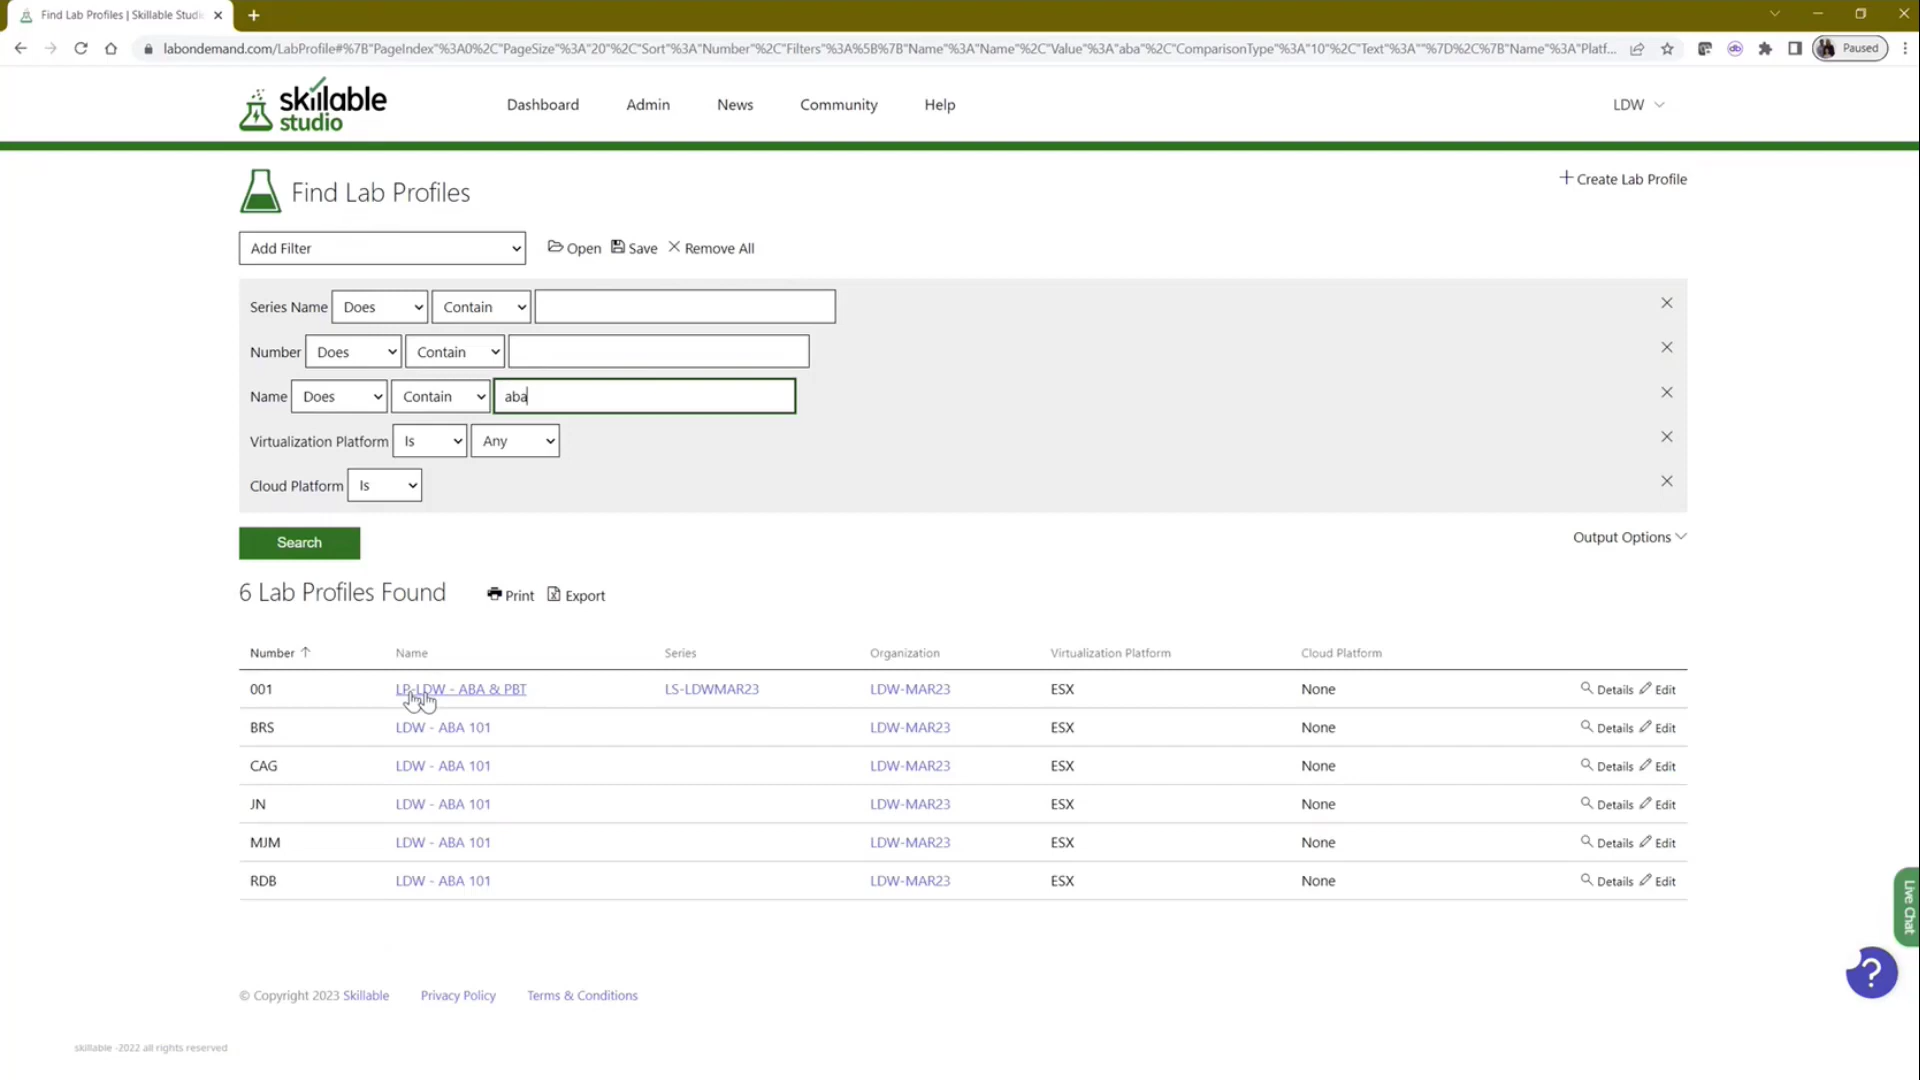 Find Lab Profiles | Skillable Studi
labondemand.com/LabProfile#%7B"PageIndex"%3A0%2C"PageSize"%3A"20"%2C"Sort"%3A"Number"%2C"Filters"%3A%5B%7B"Name"%3A"Name"%2C"Value"%3A"aba"%2C"ComparisonType"%3A"10"%2C"Text"%3A""%7D%2C%7B"Name"%3A"Platf... Paused
skillable studio
Dashboard Admin News Community Help LDW
Find Lab Profiles
Create Lab Profile
Add Filter Open Save Remove All
Series Name Does Contain
Number Does Contain
Name Does Contain aba
Virtualization Platform Is Any
Cloud Platform Is
Search Output Options
6 Lab Profiles Found Print Export
Number Name Series Organization Virtualization Platform Cloud Platform
001 LP-LDW - ABA & PBT LS-LDWMAR23 LDW-MAR23 ESX None Details Edit
BRS LDW - ABA 101 LDW-MAR23 ESX None Details Edit
CAG LDW - ABA 101 LDW-MAR23 ESX None Details Edit
JN LDW - ABA 101 LDW-MAR23 ESX None Details Edit
MJM LDW - ABA 101 LDW-MAR23 ESX None Details Edit
RDB LDW - ABA 101 LDW-MAR23 ESX None Details Edit
Live Chat
?
© Copyright 2023 Skillable Privacy Policy Terms & Conditions
skillable -2022 all rights reserved